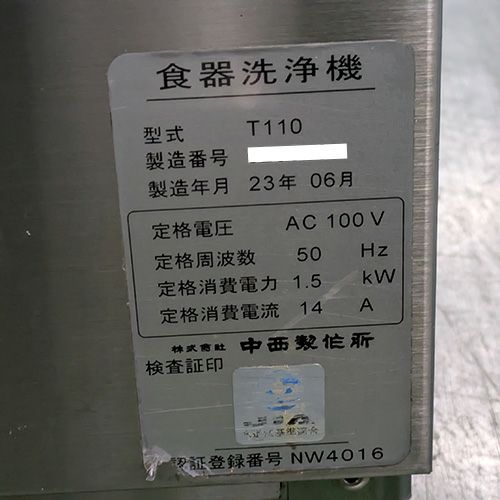 食器洗浄機
型式 T110
製造番号
製造年月 23年 06月
定格電圧 AC 100 V
定格周波数 50 Hz
定格消費電力 1.5 kW
定格消費電流 14 A
株式会社 中西製作所
検査証印
認証登録番号 NW4016